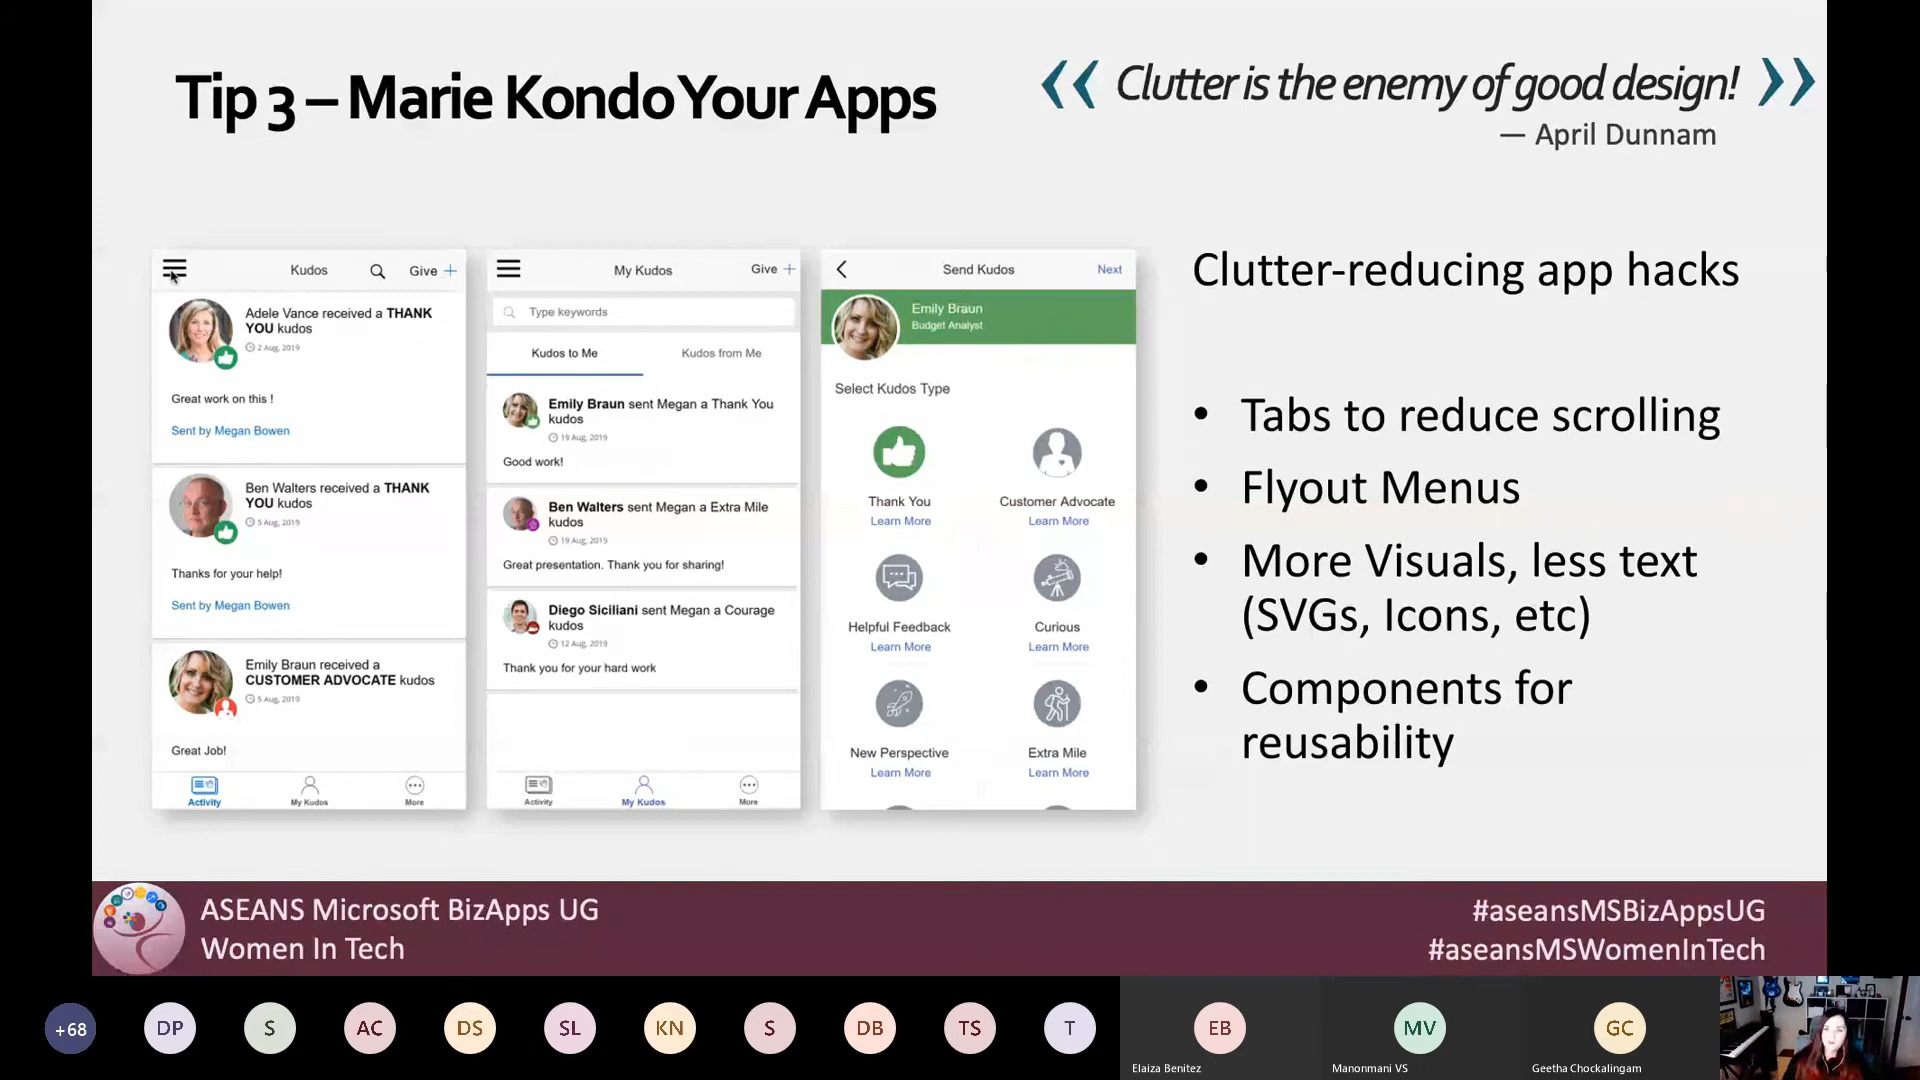 Tip 3 – Marie Kondo Your Apps
Clutter is the enemy of good design!
— April Dunnam
Kudos
Give +
Adele Vance received a THANK
YOU kudos
2 Aug, 2019
Great work on this !
Sent by Megan Bowen
Ben Walters received a THANK
YOU kudos
5 Aug, 2019
Thanks for your help!
Sent by Megan Bowen
Emily Braun received a
CUSTOMER ADVOCATE kudos
5 Aug, 2019
Great Job!
Activity
My Kudos
More
My Kudos
Give +
Type keywords
Kudos to Me
Kudos from Me
Emily Braun sent Megan a Thank You
kudos
19 Aug, 2019
Good work!
Ben Walters sent Megan a Extra Mile
kudos
19 Aug, 2019
Great presentation. Thank you for sharing!
Diego Siciliani sent Megan a Courage
kudos
12 Aug, 2019
Thank you for your hard work
Activity
My Kudos
More
Send Kudos
Next
Emily Braun
Budget Analyst
Select Kudos Type
Thank You
Learn More
Customer Advocate
Learn More
Helpful Feedback
Learn More
Curious
Learn More
New Perspective
Learn More
Extra Mile
Learn More
Clutter-reducing app hacks
• Tabs to reduce scrolling
• Flyout Menus
• More Visuals, less text
(SVGs, Icons, etc)
• Components for
reusability
ASEANS Microsoft BizApps UG
Women In Tech
#aseansMSBizAppsUG
#aseansMSWomenInTech
+68
DP
S
AC
DS
SL
KN
S
DB
TS
T
EB
Elaiza Benitez
MV
Manonmani VS
GC
Geetha Chockalingam